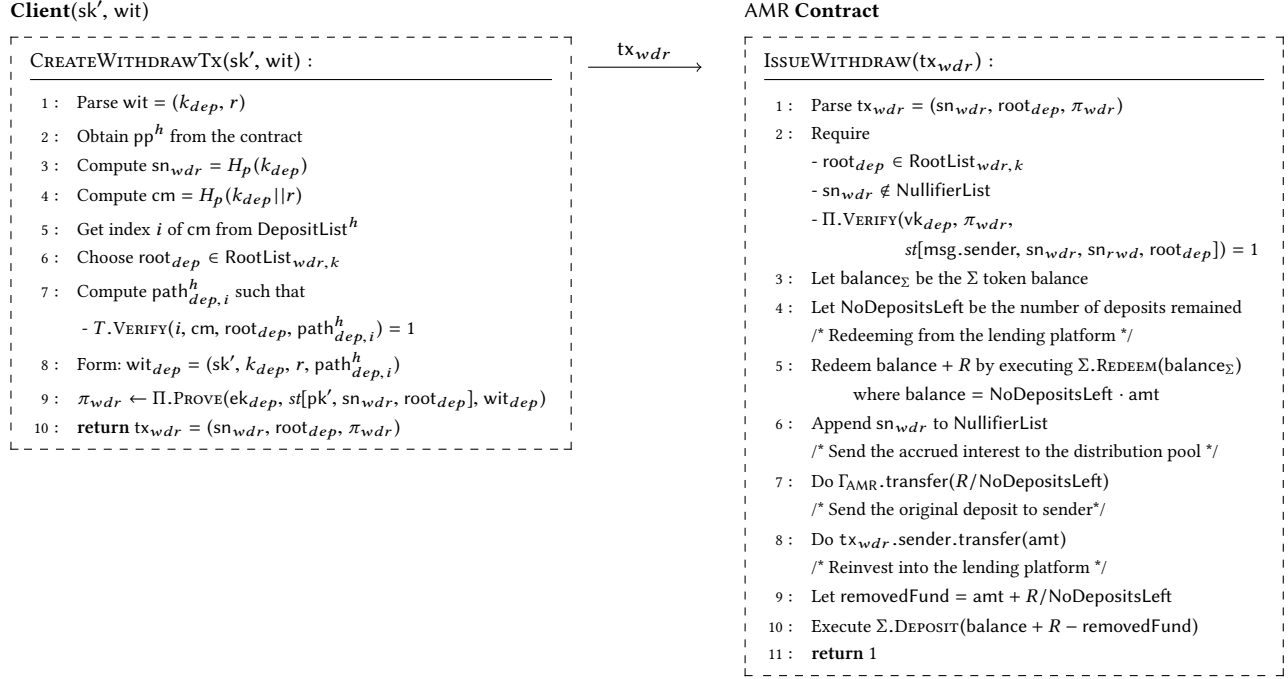 Client(sk′, wit)
CREATEWITHDRAWTX(sk′, wit) :
1 : Parse wit = (k_dep, r)
2 : Obtain pp^h from the contract
3 : Compute sn_wdr = H_p(k_dep)
4 : Compute cm = H_p(k_dep||r)
5 : Get index i of cm from DepositList^h
6 : Choose root_dep ∈ RootList_wdr,k
7 : Compute path^h_dep,i such that
- T.VERIFY(i, cm, root_dep, path^h_dep,i) = 1
8 : Form: wit_dep = (sk′, k_dep, r, path^h_dep,i)
9 : π_wdr ← Π.PROVE(ek_dep, st[pk′, sn_wdr, root_dep], wit_dep)
10 : return tx_wdr = (sn_wdr, root_dep, π_wdr)
tx_wdr
AMR Contract
ISSUEWITHDRAW(tx_wdr) :
1 : Parse tx_wdr = (sn_wdr, root_dep, π_wdr)
2 : Require
- root_dep ∈ RootList_wdr,k
- sn_wdr ∉ NullifierList
- Π.VERIFY(vk_dep, π_wdr,
st[msg.sender, sn_wdr, sn_rwd, root_dep]) = 1
3 : Let balance_Σ be the Σ token balance
4 : Let NoDepositsLeft be the number of deposits remained
/* Redeeming from the lending platform */
5 : Redeem balance + R by executing Σ.REDEEM(balance_Σ)
where balance = NoDepositsLeft · amt
6 : Append sn_wdr to NullifierList
/* Send the accrued interest to the distribution pool */
7 : Do Γ_AMR.transfer(R/NoDepositsLeft)
/* Send the original deposit to sender*/
8 : Do tx_wdr.sender.transfer(amt)
/* Reinvest into the lending platform */
9 : Let removedFund = amt + R/NoDepositsLeft
10 : Execute Σ.DEPOSIT(balance + R − removedFund)
11 : return 1